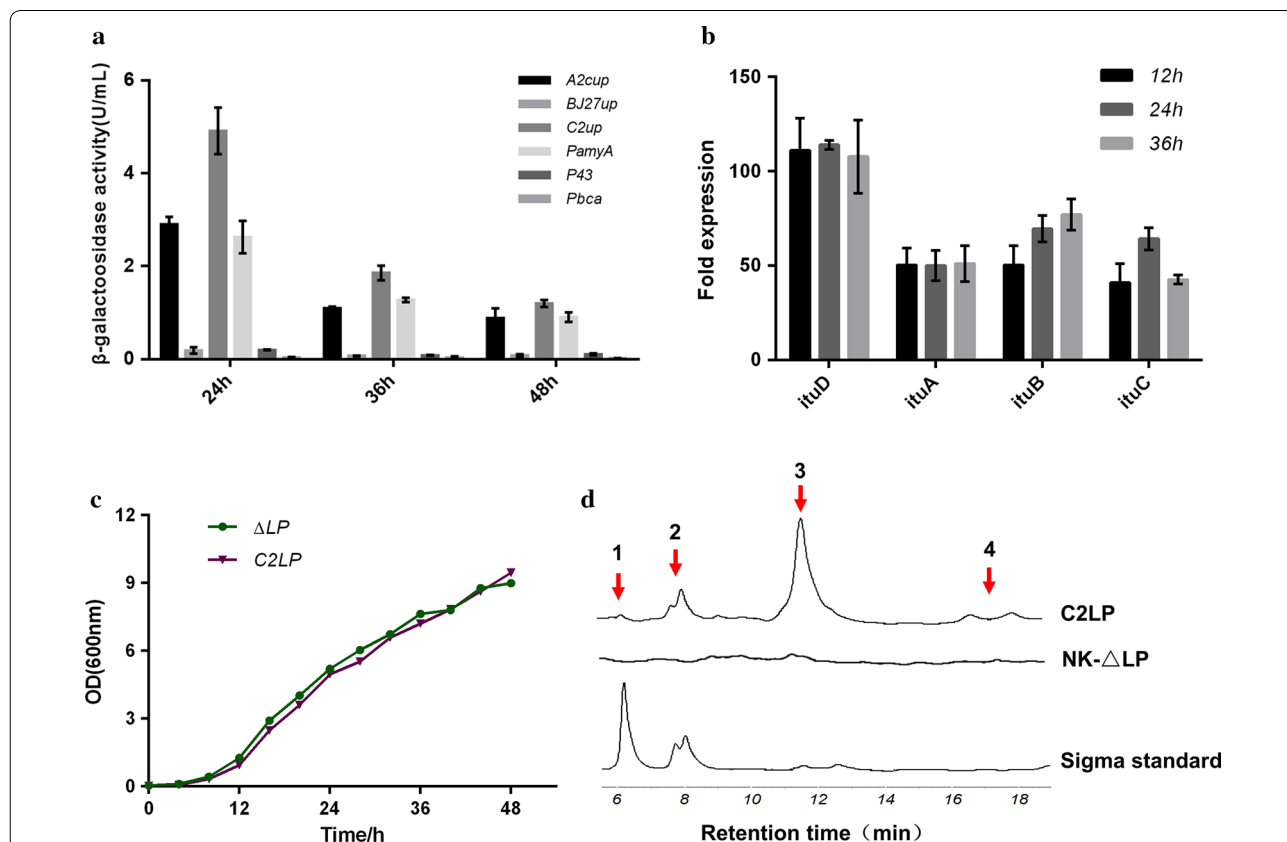 a
β-galactoosidase activity(U/mL)
6
4
2
0
24h
36h
48h
A2cup
BJ27up
C2up
PamyA
P43
Pbca
b
Fold expression
150
100
50
0
ituD
ituA
ituB
ituC
12h
24h
36h
c
OD(600nm)
12
9
6
3
0
0 12 24 36 48
Time/h
ΔLP
C2LP
d
1
2
3
4
C2LP
NK-△LP
Sigma standard
6 8 10 12 14 16 18
Retention time（min）